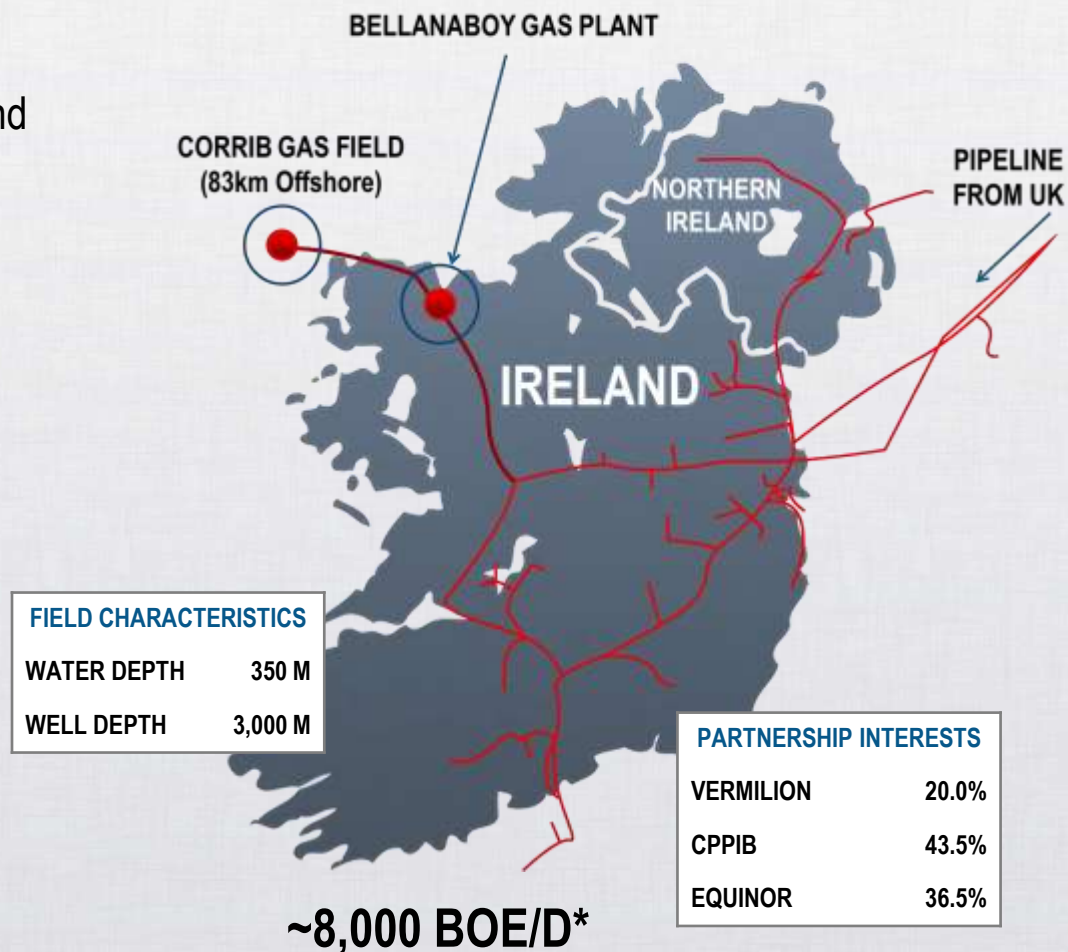 BELLANABOY GAS PLANT
nd
CORRIB GAS FIELD
(83km Offshore)
PIPELINE
FROM UK
NORTHERN
IRELAND
IRELAND
FIELD CHARACTERISTICS
WATER DEPTH 350 M
WELL DEPTH 3,000 M
PARTNERSHIP INTERESTS
VERMILION 20.0%
CPPIB 43.5%
EQUINOR 36.5%
~8,000 BOE/D*